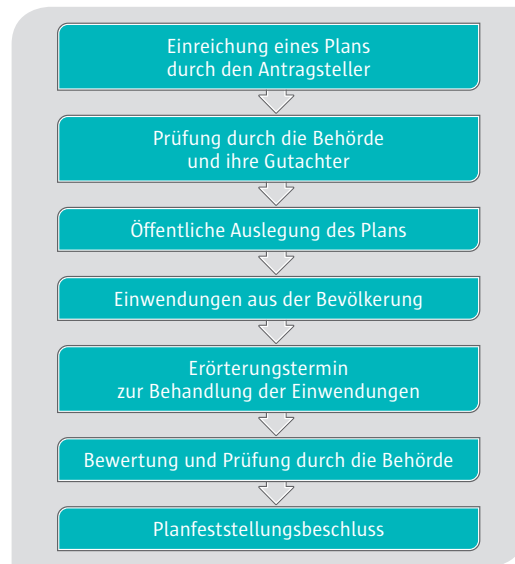 Einreichung eines Plans
durch den Antragsteller
Prüfung durch die Behörde
und ihre Gutachter
Öffentliche Auslegung des Plans
Einwendungen aus der Bevölkerung
Erörterungstermin
zur Behandlung der Einwendungen
Bewertung und Prüfung durch die Behörde
Planfeststellungsbeschluss